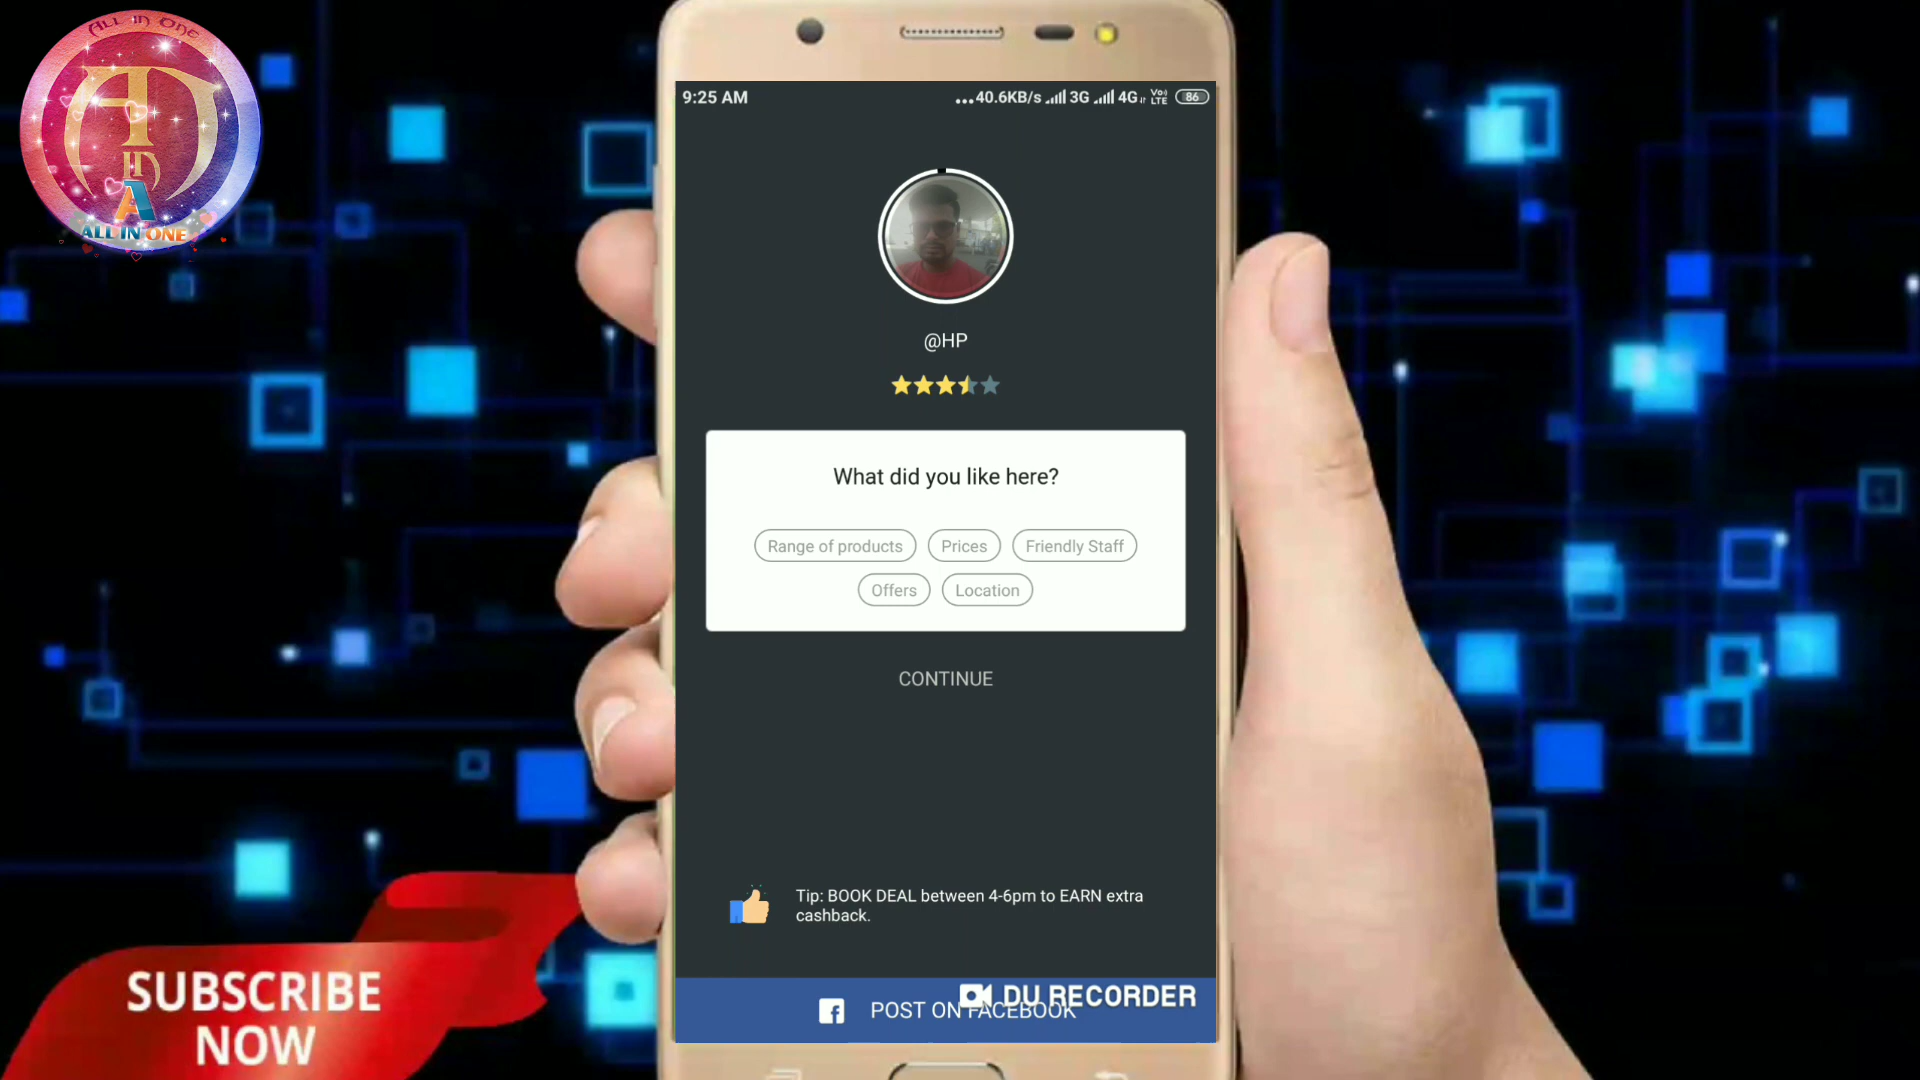 ALL IN ONE
ALL IN ONE
9:25 AM
...40.6KB/s 3G 4G VoLTE 86
@HP
What did you like here?
Range of products Prices Friendly Staff
Offers Location
CONTINUE
Tip: BOOK DEAL between 4-6pm to EARN extra
cashback.
DU RECORDER
POST ON FACEBOOK
SUBSCRIBE
NOW